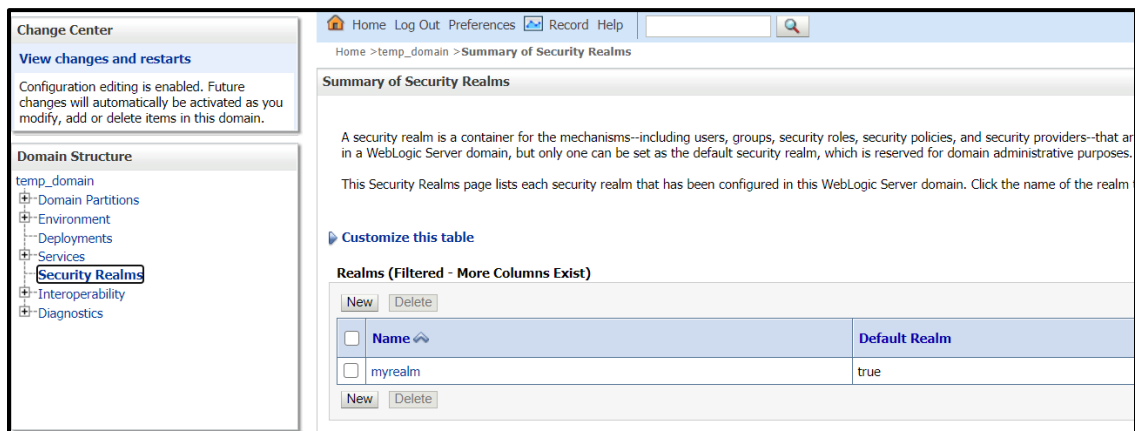 Change Center
View changes and restarts
Configuration editing is enabled. Future
changes will automatically be activated as you
modify, add or delete items in this domain.
Domain Structure
temp_domain
Domain Partitions
Environment
Deployments
Services
Security Realms
Interoperability
Diagnostics
Home Log Out Preferences Record Help
Home >temp_domain >Summary of Security Realms
Summary of Security Realms
A security realm is a container for the mechanisms--including users, groups, security roles, security policies, and security providers--that
in a WebLogic Server domain, but only one can be set as the default security realm, which is reserved for domain administrative purposes.
This Security Realms page lists each security realm that has been configured in this WebLogic Server domain. Click the name of the realm
Customize this table
Realms (Filtered - More Columns Exist)
New Delete
Name Default Realm
myrealm true
New Delete